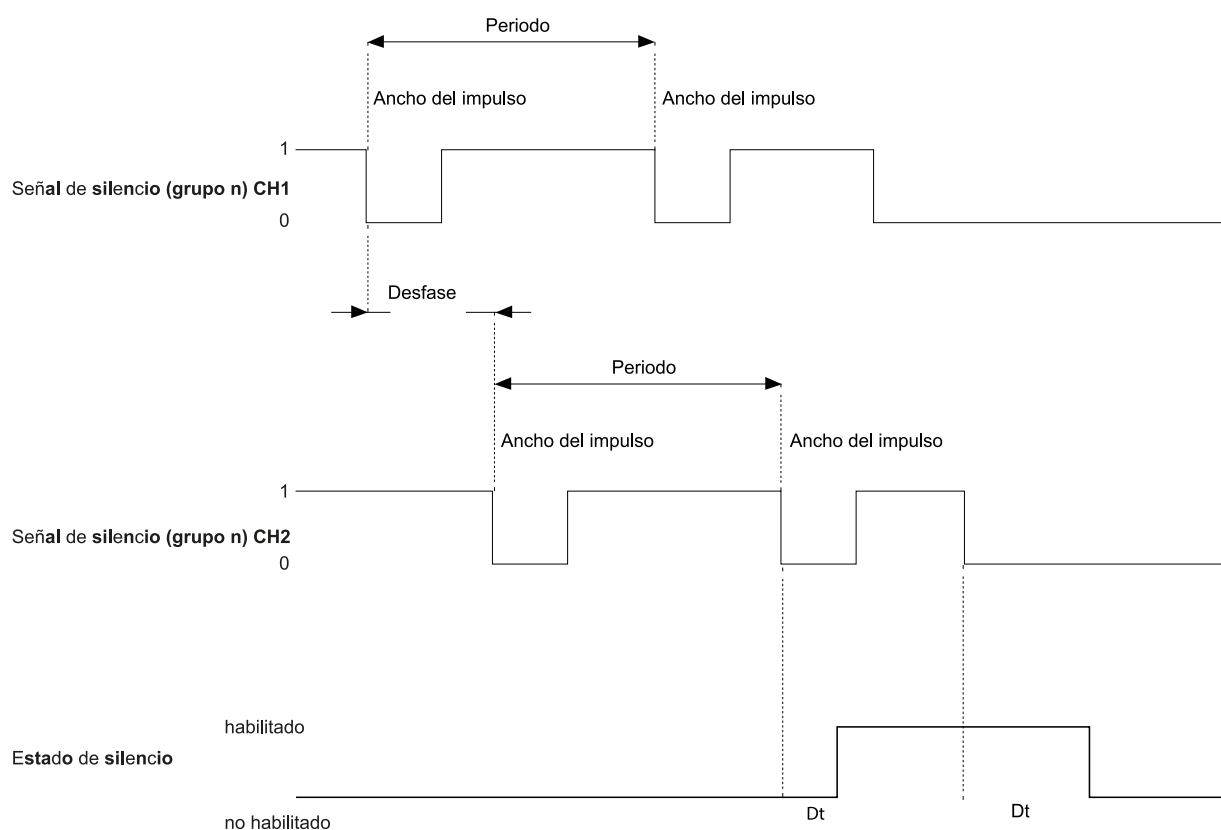 Periodo
Ancho del impulso
Ancho del impulso
1
Señal de silencio (grupo n) CH1
0
Desfase
Periodo
Ancho del impulso
Ancho del impulso
1
Señal de silencio (grupo n) CH2
0
habilitado
Estado de silencio
Dt
Dt
no habilitado